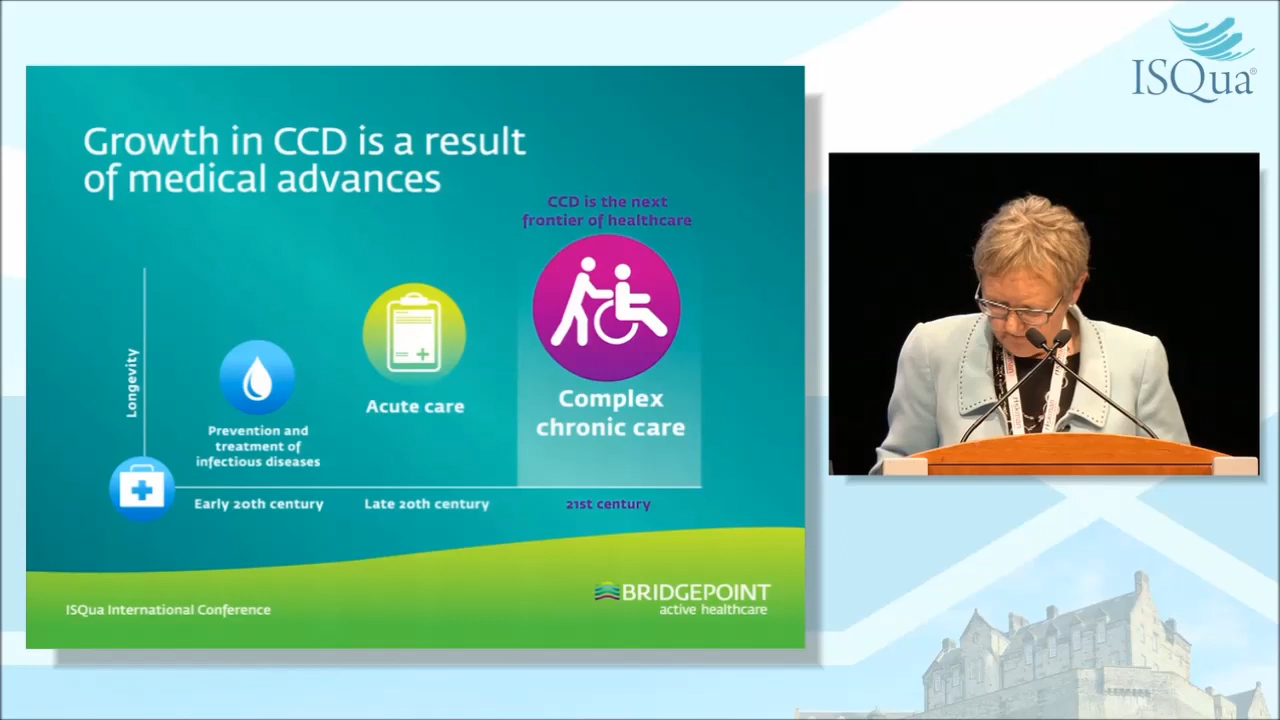 Growth in CCD is a result
of medical advances
CCD is the next
frontier of healthcare
Longevity
Prevention and
treatment of
infectious diseases
Acute care
Complex
chronic care
Early 20th century
Late 20th century
21st century
ISQua International Conference
BRIDGEPOINT
active healthcare
ISQua®